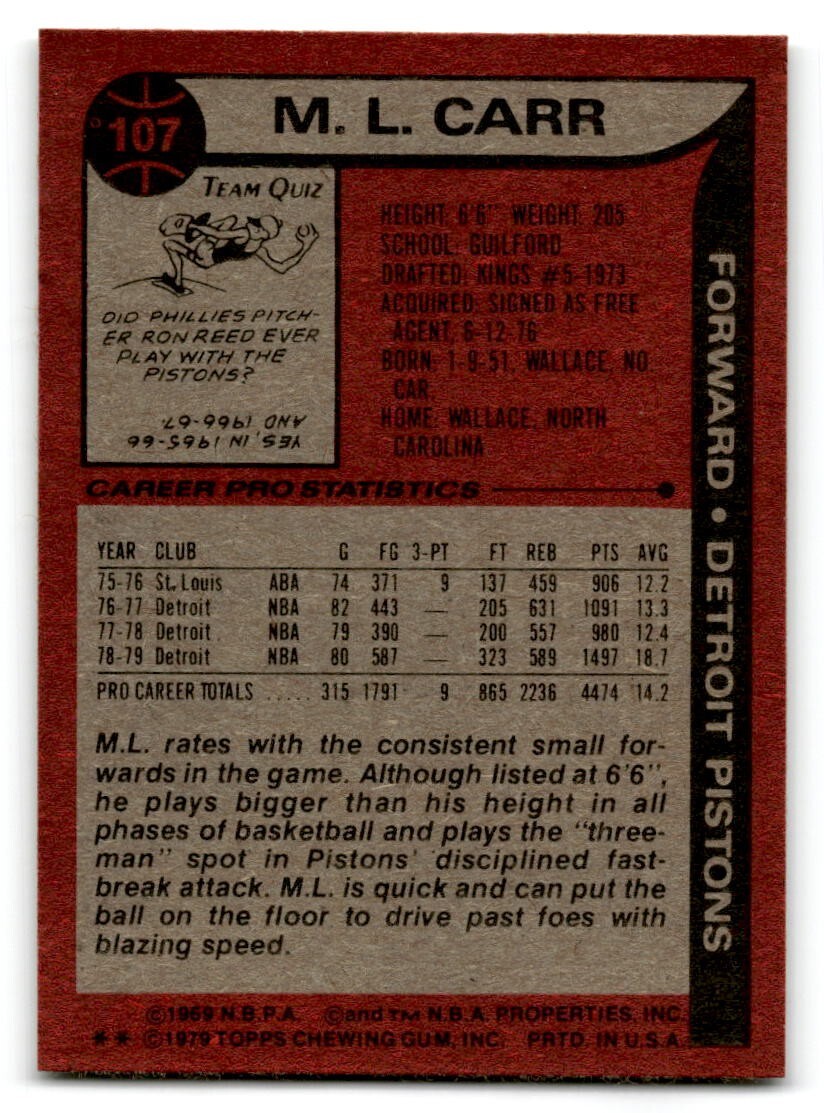 107
M. L. CARR
TEAM QUIZ
DID PHILLIES PITCH-
ER RON REED EVER
PLAY WITH THE
PISTONS?
YES, IN 1965-66
AND 1966-67.
HEIGHT: 6'6" WEIGHT: 205
SCHOOL: GUILFORD
DRAFTED: KINGS #5-1973
ACQUIRED: SIGNED AS FREE
AGENT, 6-12-76
BORN: 1-9-51, WALLACE, NO.
CAR.
HOME: WALLACE, NORTH
CAROLINA
FORWARD • DETROIT PISTONS
CAREER PRO STATISTICS
YEAR CLUB G FG 3-PT FT REB PTS AVG
75-76 St. Louis ABA 74 371 9 137 459 906 12.2
76-77 Detroit NBA 82 443 — 205 631 1091 13.3
77-78 Detroit NBA 79 390 — 200 557 980 12.4
78-79 Detroit NBA 80 587 — 323 589 1497 18.7
PRO CAREER TOTALS ..... 315 1791 9 865 2236 4474 14.2
M.L. rates with the consistent small for-
wards in the game. Although listed at 6'6",
he plays bigger than his height in all
phases of basketball and plays the "three-
man" spot in Pistons' disciplined fast-
break attack. M.L. is quick and can put the
ball on the floor to drive past foes with
blazing speed.
©1969 N.B.P.A. ©and TM N.B.A. PROPERTIES, INC.
** ©1979 TOPPS CHEWING GUM, INC. PRTD. IN U.S.A.